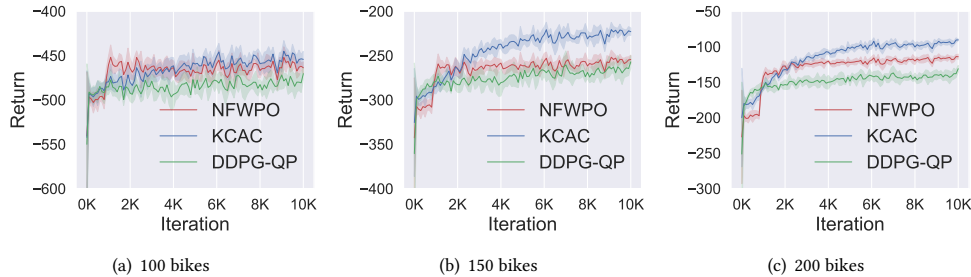 −400
−450
−500
−550
−600
Return
NFWPO
KCAC
DDPG-QP
0K 2K 4K 6K 8K 10K
Iteration
(a) 100 bikes
−200
−250
−300
−350
−400
Return
NFWPO
KCAC
DDPG-QP
0K 2K 4K 6K 8K 10K
Iteration
(b) 150 bikes
−50
−100
−150
−200
−250
−300
Return
NFWPO
KCAC
DDPG-QP
0K 2K 4K 6K 8K 10K
Iteration
(c) 200 bikes